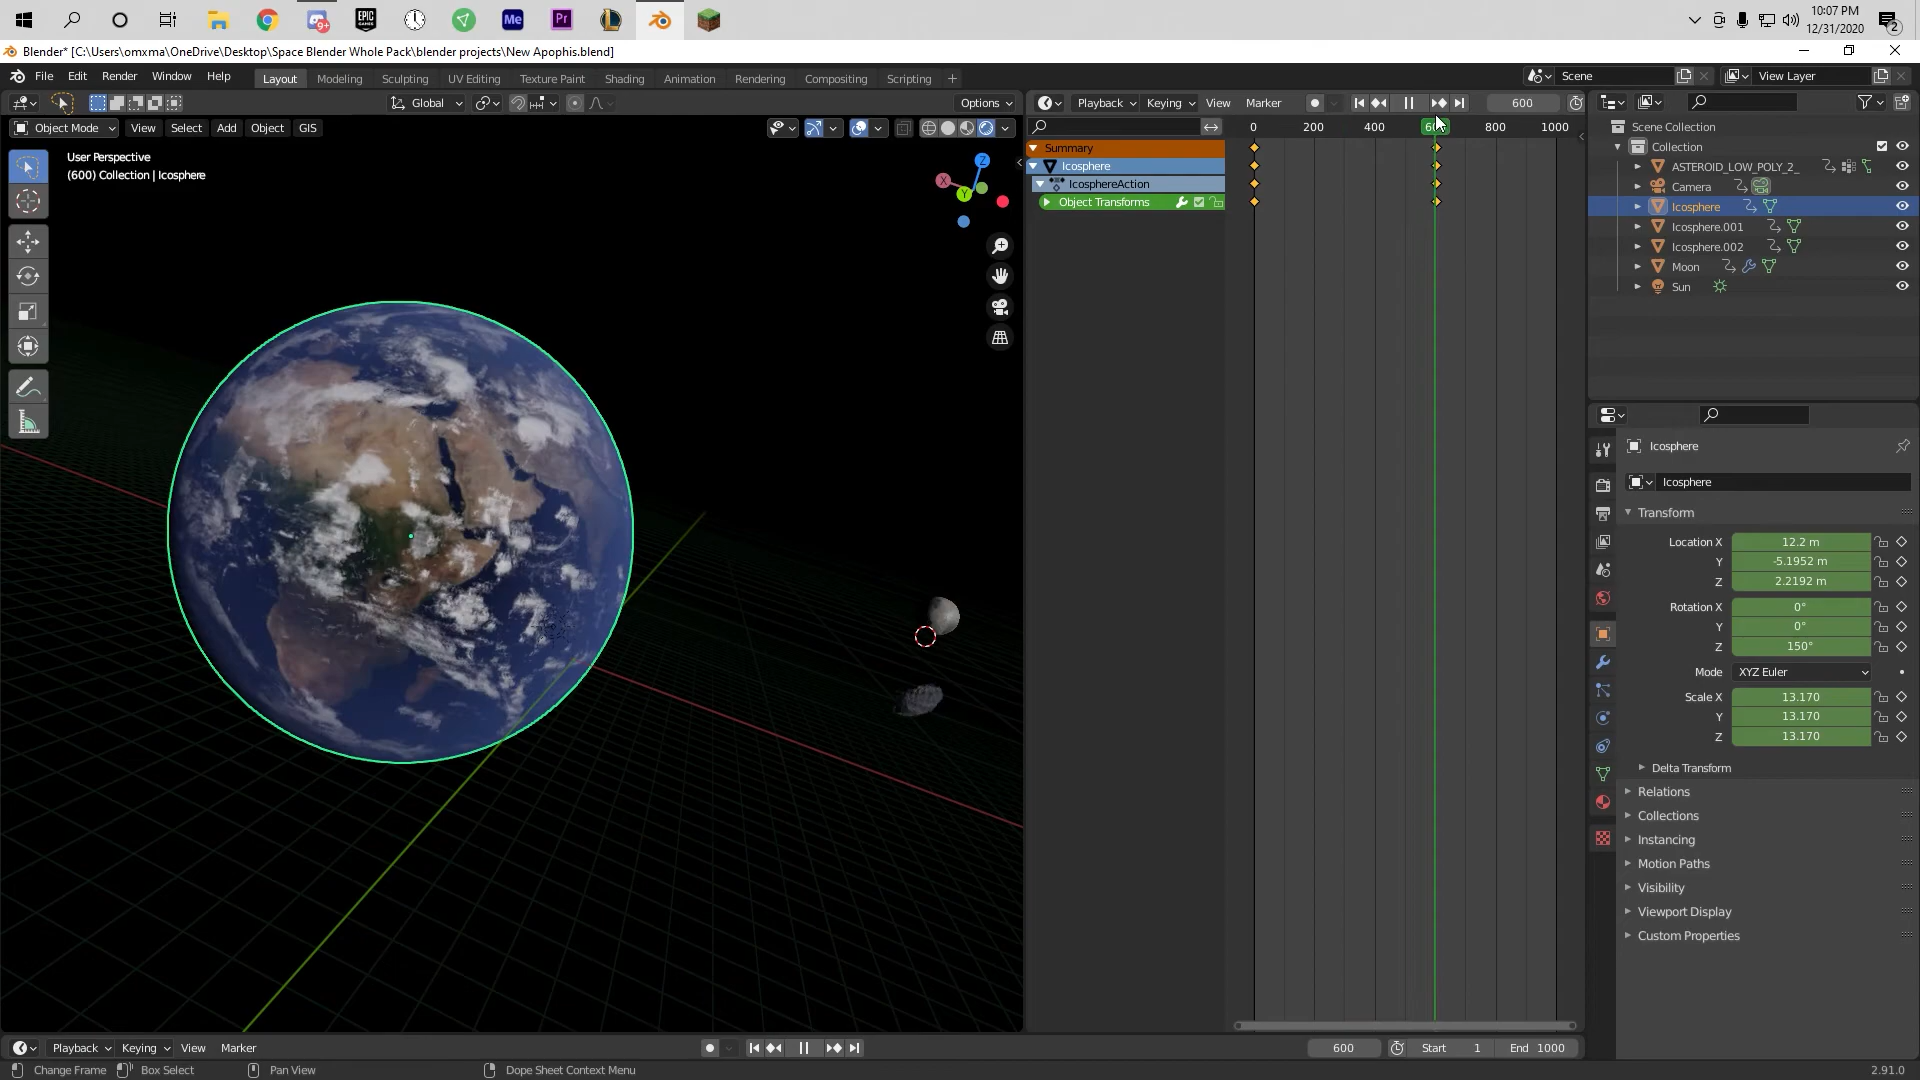 9+
EPIC GAMES
Me
Pr
10:07 PM
12/31/2020
2
Blender* [C:\Users\omxma\OneDrive\Desktop\Space Blender Whole Pack\blender projects\New Apophis.blend]
File Edit Render Window Help Layout Modeling Sculpting UV Editing Texture Paint Shading Animation Rendering Compositing Scripting + Scene View Layer
Global Options Playback Keying View Marker 600
Object Mode View Select Add Object GIS
0 200 400 600 800 1000
User Perspective
(600) Collection | Icosphere
Z
X
Y
Summary
Icosphere
IcosphereAction
Object Transforms
Scene Collection
Collection
ASTEROID_LOW_POLY_2_
Camera
Icosphere
Icosphere.001
Icosphere.002
Moon
Sun
Icosphere
Icosphere
Transform
Location X 12.2 m
Y -5.1952 m
Z 2.2192 m
Rotation X 0°
Y 0°
Z 150°
Mode XYZ Euler
Scale X 13.170
Y 13.170
Z 13.170
Delta Transform
Relations
Collections
Instancing
Motion Paths
Visibility
Viewport Display
Custom Properties
Playback Keying View Marker 600 Start 1 End 1000
Change Frame Box Select Pan View Dope Sheet Context Menu 2.91.0